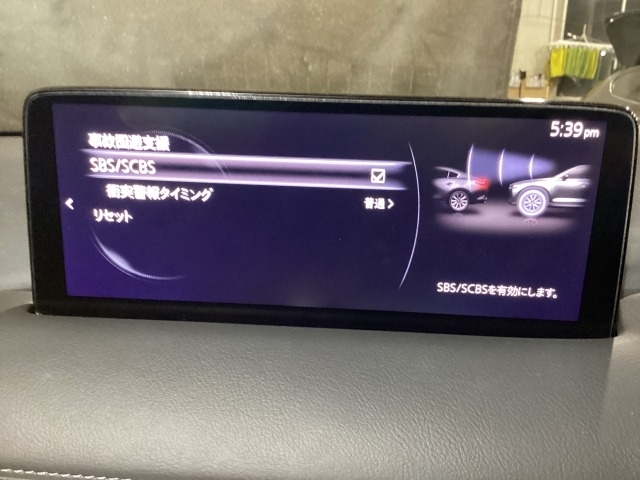 5:39 pm
事故回避支援
SBS/SCBS
衝突警報タイミング
普通
リセット
SBS/SCBSを有効にします。